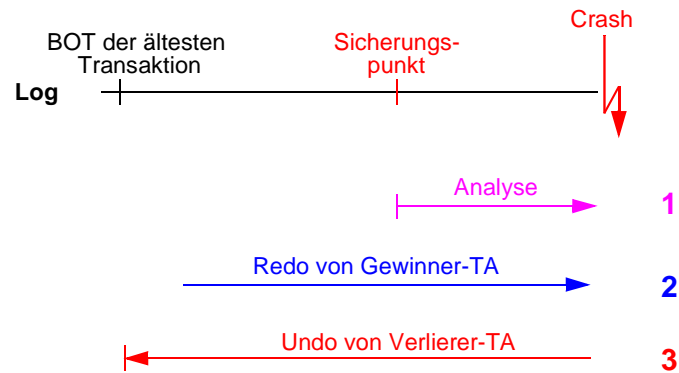 Crash
BOT der ältesten
Transaktion
Sicherungs-
punkt
Log
Analyse
1
Redo von Gewinner-TA
2
Undo von Verlierer-TA
3